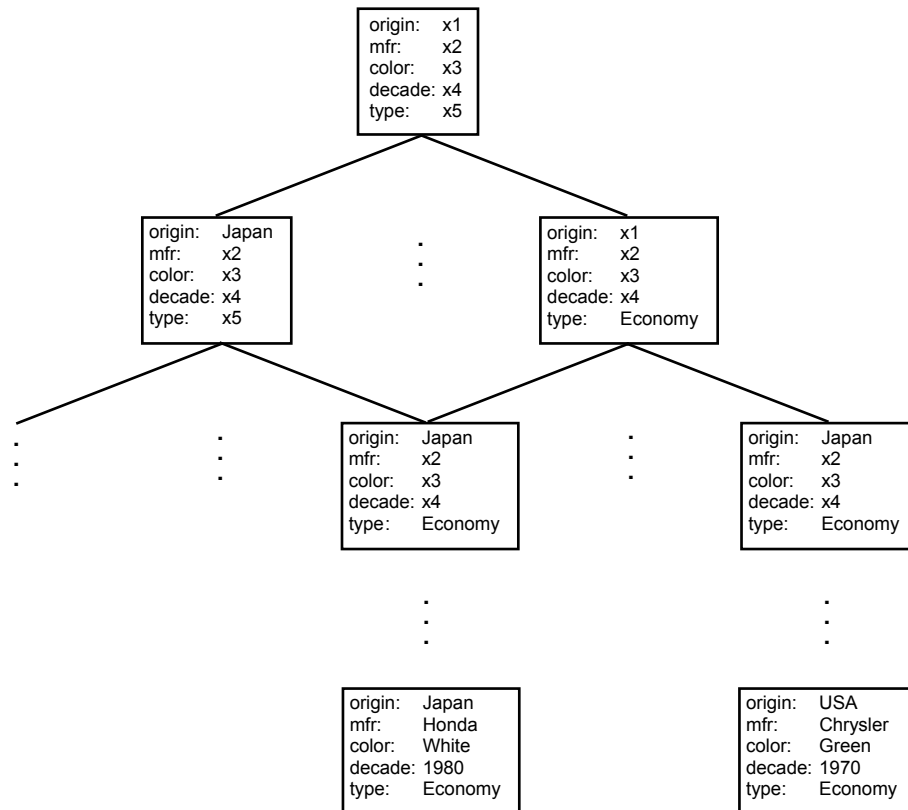 origin: x1
mfr: x2
color: x3
decade: x4
type: x5
origin: Japan
mfr: x2
color: x3
decade: x4
type: x5
origin: x1
mfr: x2
color: x3
decade: x4
type: Economy
origin: Japan
mfr: x2
color: x3
decade: x4
type: Economy
origin: Japan
mfr: x2
color: x3
decade: x4
type: Economy
origin: Japan
mfr: Honda
color: White
decade: 1980
type: Economy
origin: USA
mfr: Chrysler
color: Green
decade: 1970
type: Economy